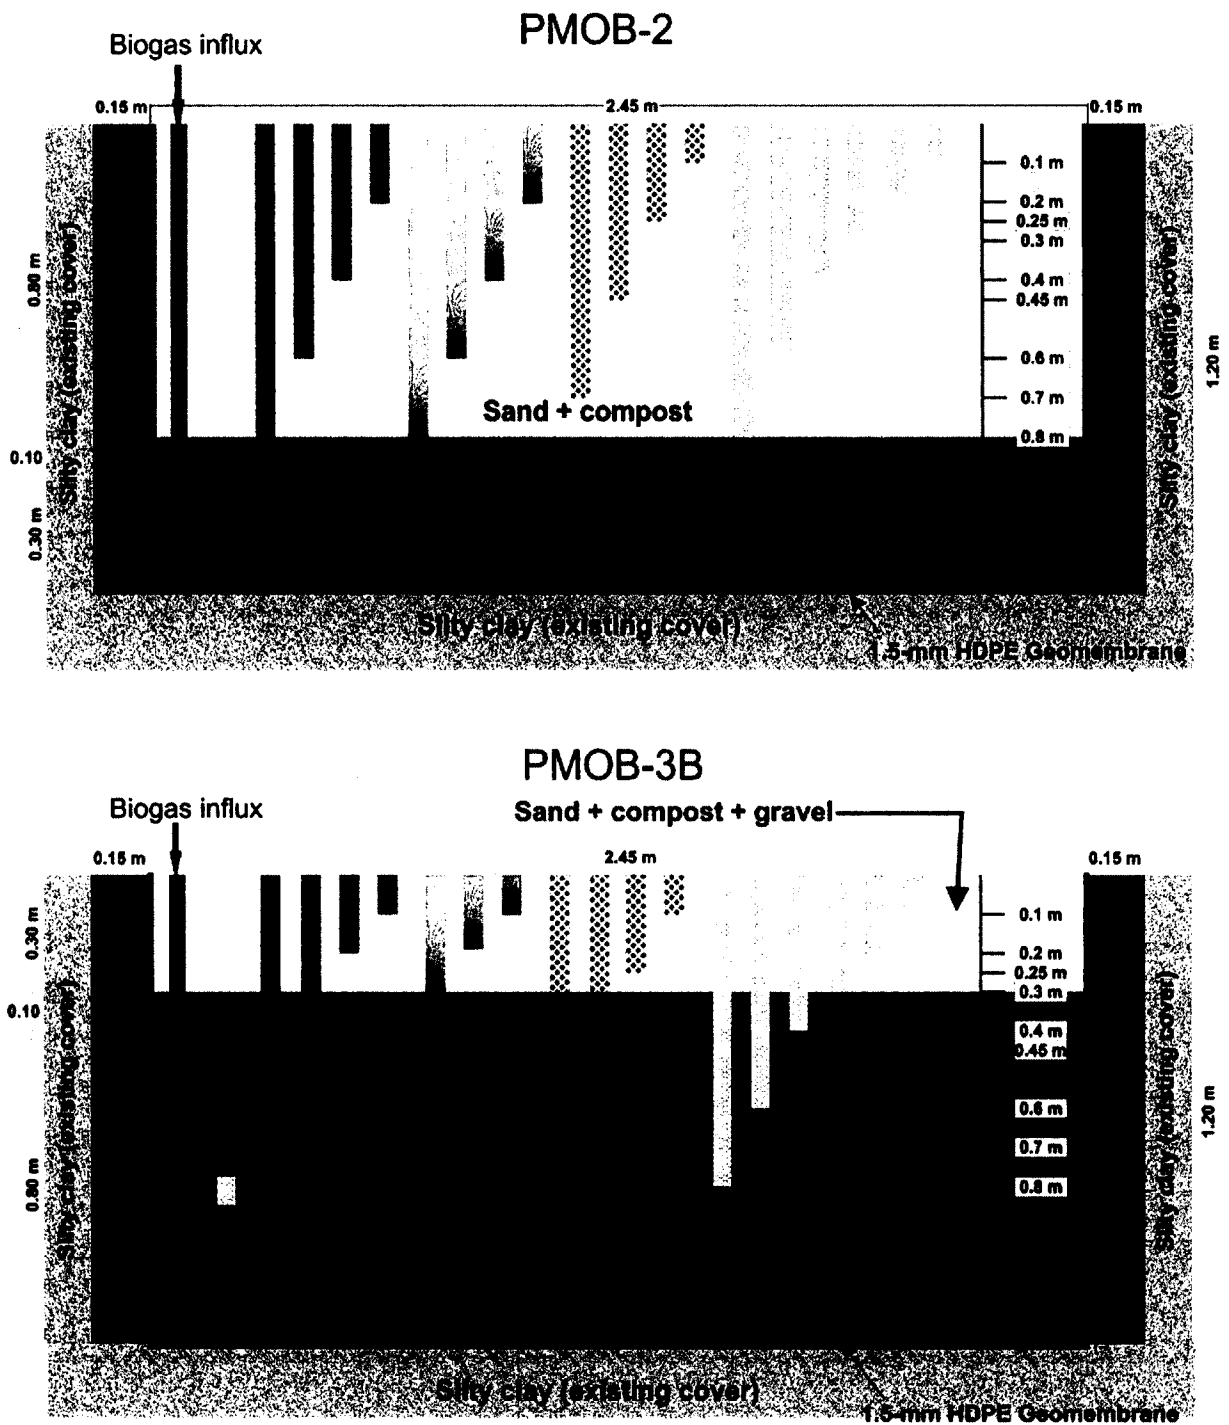 PMOB-2
Biogas influx
0.15 m
2.45 m
0.15 m
0.1 m
0.2 m
0.25 m
0.3 m
0.4 m
0.45 m
0.6 m
0.7 m
0.8 m
0.80 m
0.10
0.30 m
Silty clay (existing cover)
Sand + compost
Silty clay (existing cover)
1.20 m
Silty clay (existing cover)
1.5-mm HDPE Geomembrane
PMOB-3B
Biogas influx
Sand + compost + gravel
0.15 m
2.45 m
0.15 m
0.1 m
0.2 m
0.25 m
0.3 m
0.4 m
0.45 m
0.6 m
0.7 m
0.8 m
0.30 m
0.10
0.80 m
Silty clay (existing cover)
Silty clay (existing cover)
1.20 m
Silty clay (existing cover)
1.5-mm HDPE Geomembrane